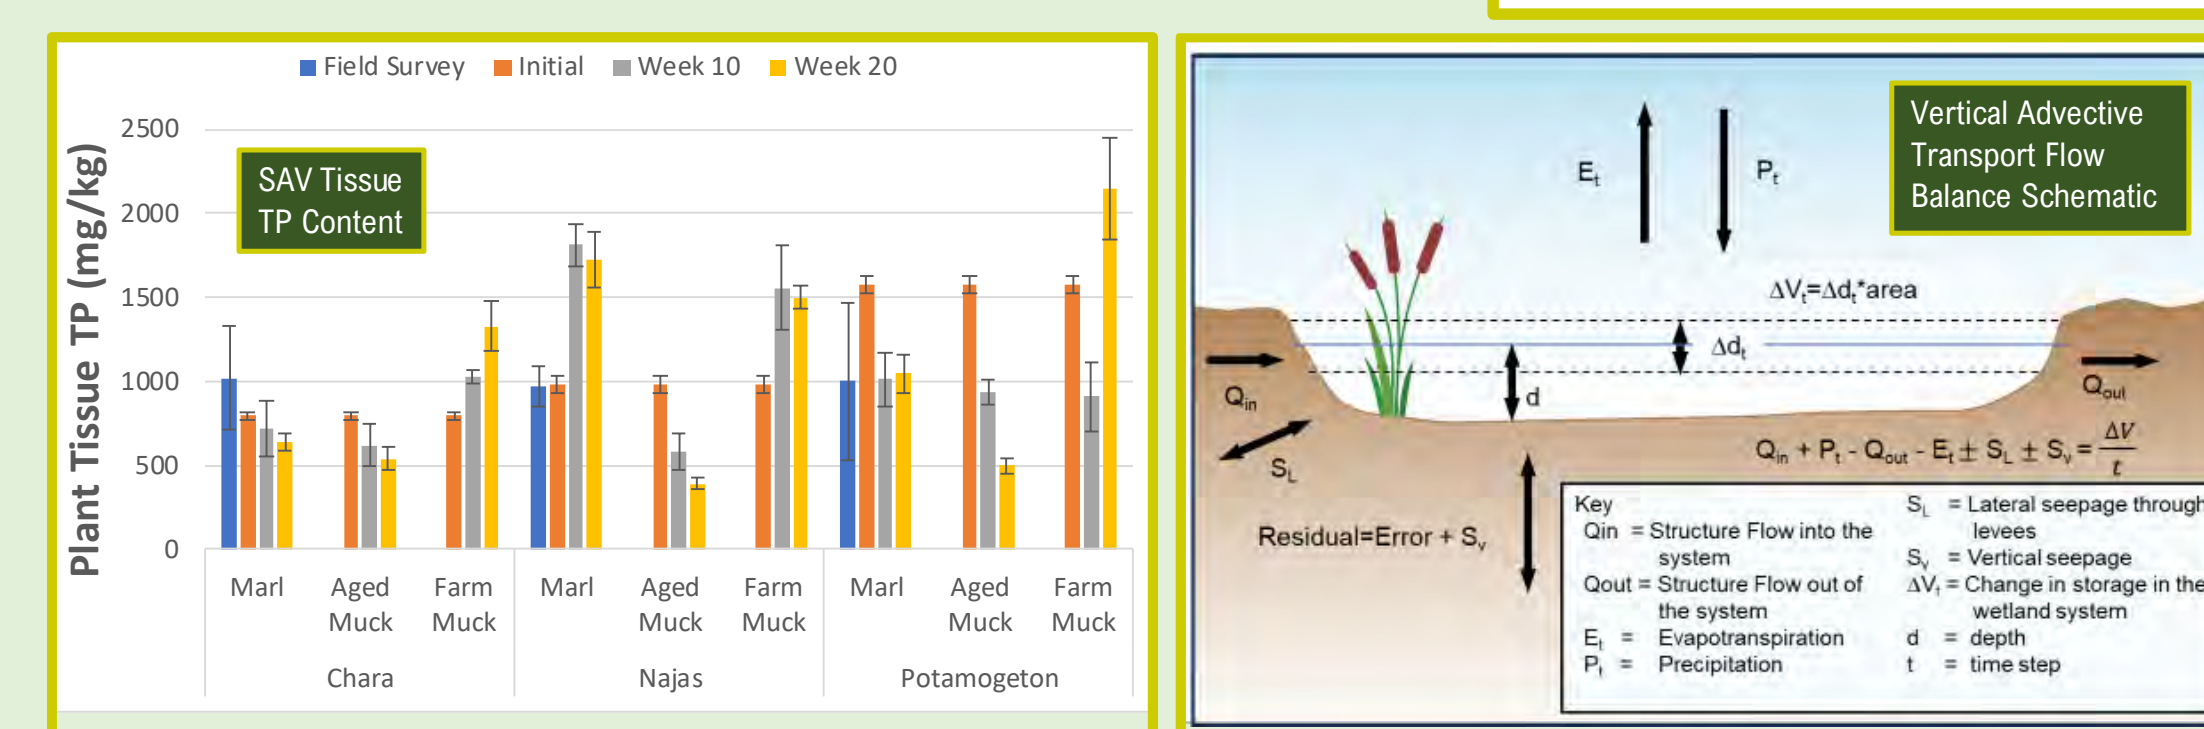 Field Survey Initial Week 10 Week 20
SAV Tissue
TP Content
Plant Tissue TP (mg/kg)
2500
2000
1500
1000
500
0
Marl Aged Muck Farm Muck Marl Aged Muck Farm Muck Marl Aged Muck Farm Muck
Chara Najas Potamogeton
Vertical Advective
Transport Flow
Balance Schematic
Eₜ Pₜ
ΔVₜ=Δdₜ*area
Δdₜ
d
Qin
Qout
S_L
Qin + Pₜ - Qout - Eₜ ± S_L ± Sᵥ = ΔV/t
Residual=Error + Sᵥ
Key
Qin = Structure Flow into the
system
Qout = Structure Flow out of
the system
Eₜ = Evapotranspiration
Pₜ = Precipitation
S_L = Lateral seepage through
levees
Sᵥ = Vertical seepage
ΔVₜ = Change in storage in the
wetland system
d = depth
t = time step